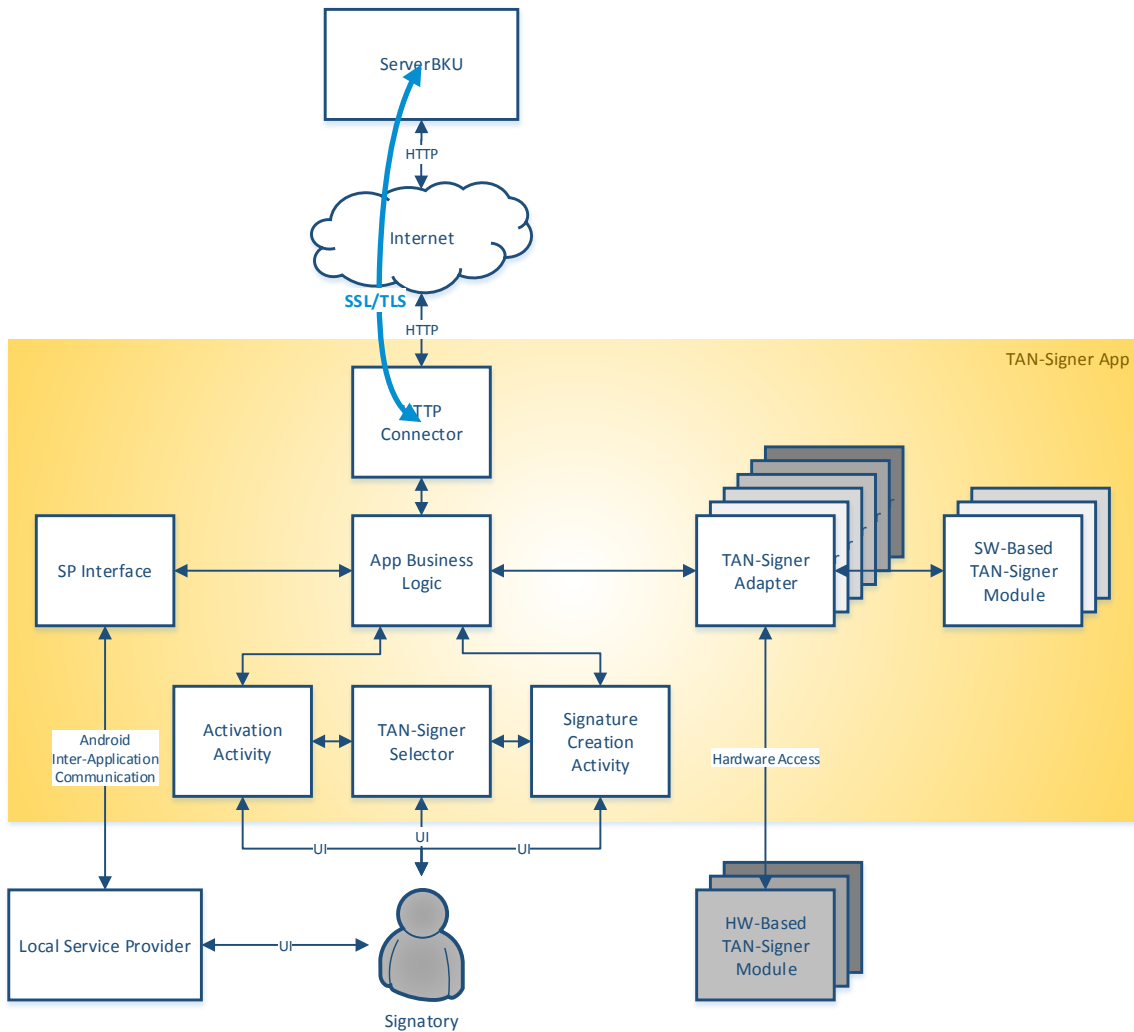 ServerBKU
HTTP
Internet
SSL/TLS
HTTP
TAN-Signer App
TTP
Connector
SP Interface
App Business
Logic
TAN-Signer
Adapter
SW-Based
TAN-Signer
Module
Activation
Activity
TAN-Signer
Selector
Signature
Creation
Activity
Android
Inter-Application
Communication
Hardware Access
UI
UI
UI
Local Service Provider
UI
HW-Based
TAN-Signer
Module
Signatory